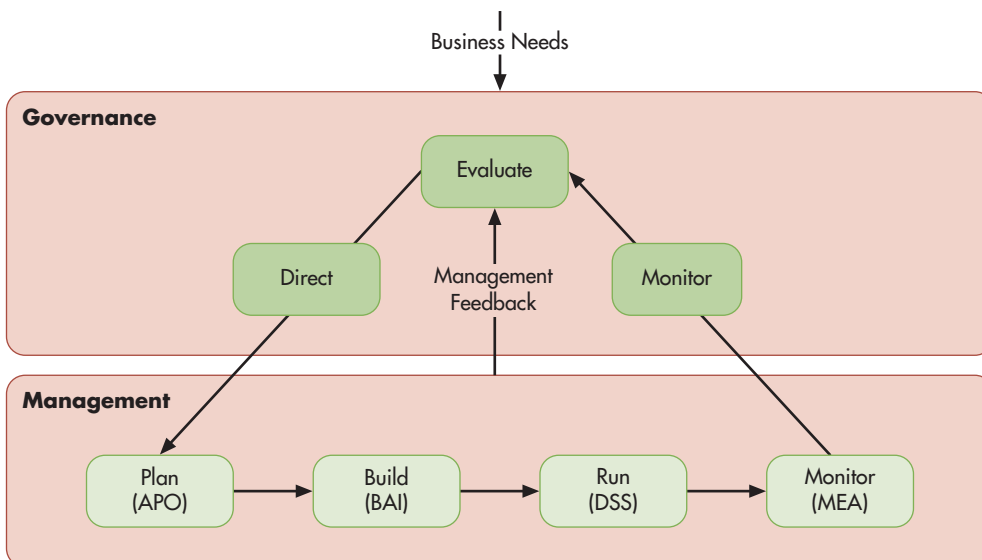 Business Needs
Governance
Evaluate
Direct
Management
Feedback
Monitor
Management
Plan
(APO)
Build
(BAI)
Run
(DSS)
Monitor
(MEA)